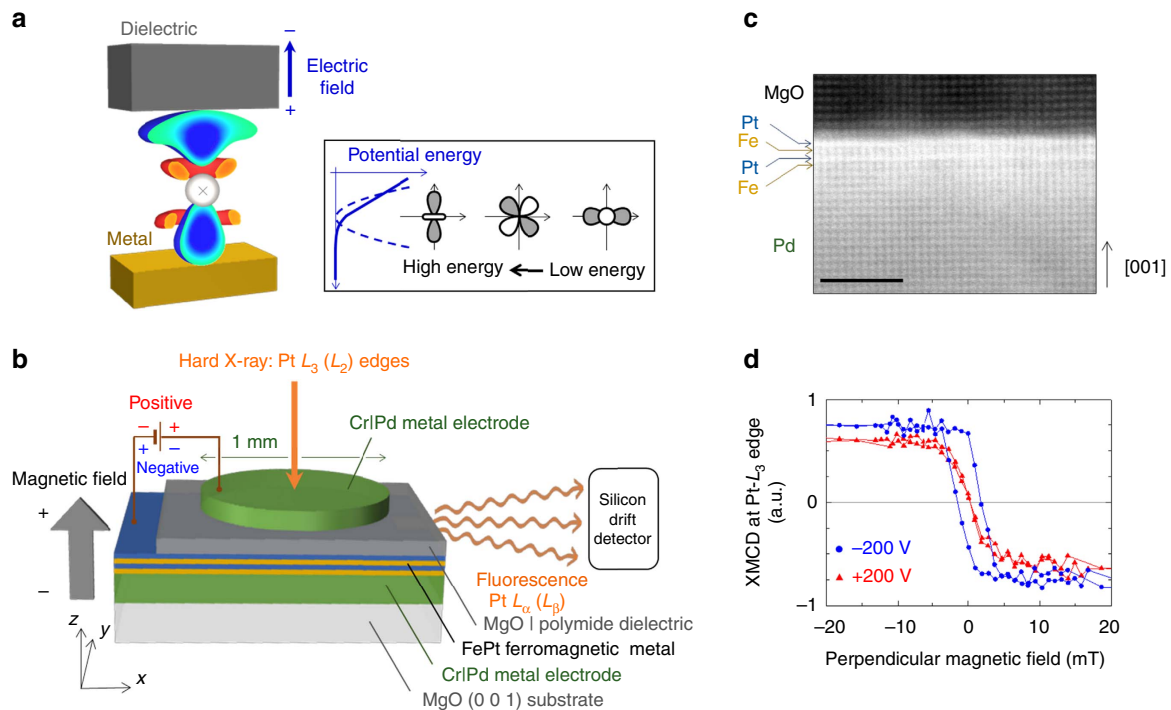 a
Dielectric
−
Electric
field
+
Metal
Potential energy
High energy
Low energy
c
MgO
Pt
Fe
Pt
Fe
Pd
[001]
b
Hard X-ray: Pt L3 (L2) edges
Positive
− +
+ −
Negative
1 mm
Cr|Pd metal electrode
Magnetic field
+
−
Silicon
drift
detector
Fluorescence
Pt Lα (Lβ)
MgO | polymide dielectric
FePt ferromagnetic metal
Cr|Pd metal electrode
MgO (0 0 1) substrate
z
y
x
d
XMCD at Pt-L3 edge
(a.u.)
1
0
−1
−200 V
+200 V
−20 −10 0 10 20
Perpendicular magnetic field (mT)